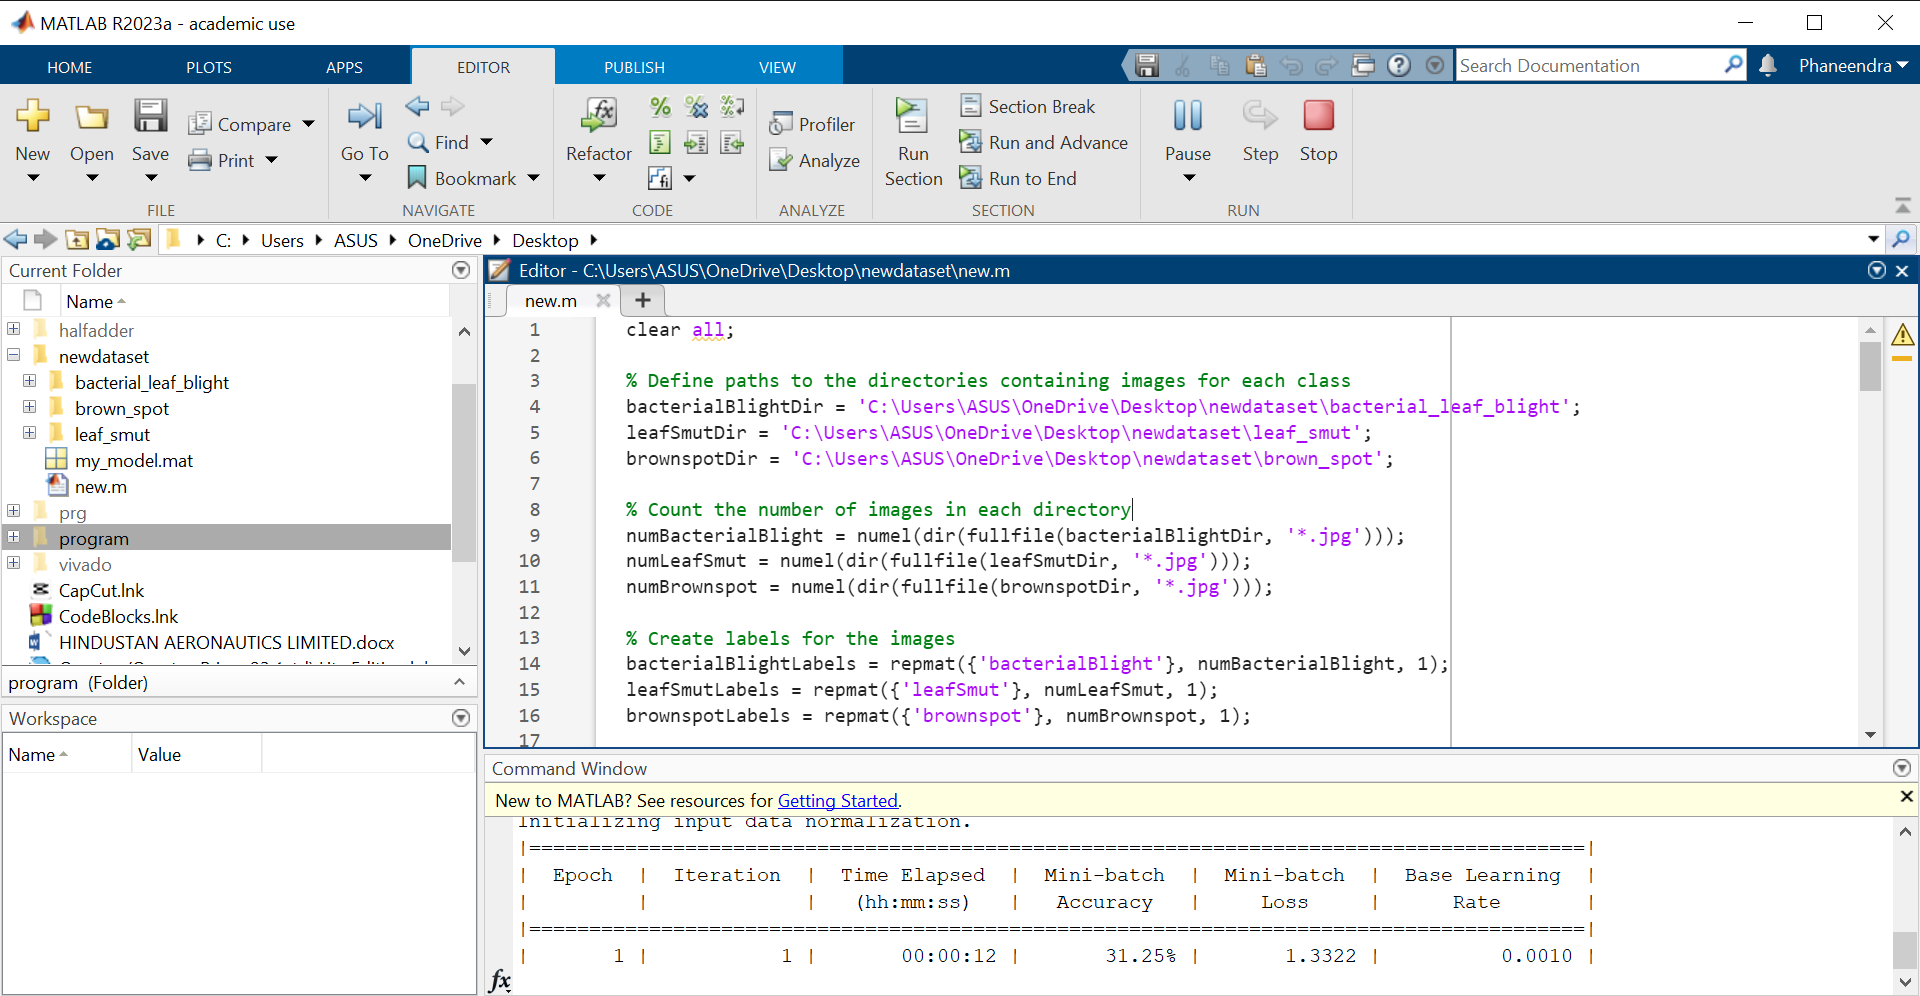 MATLAB R2023a - academic use
HOME PLOTS APPS EDITOR PUBLISH VIEW Search Documentation Phaneendra
New Open Save Compare Print
Go To Find Bookmark
Refactor fx
Profiler Analyze
Run Section Section Break Run and Advance Run to End
Pause Step Stop
FILE NAVIGATE CODE ANALYZE SECTION RUN
C: Users ASUS OneDrive Desktop
Current Folder
Name
halfadder
newdataset
bacterial_leaf_blight
brown_spot
leaf_smut
my_model.mat
new.m
prg
program
vivado
CapCut.lnk
CodeBlocks.lnk
HINDUSTAN AERONAUTICS LIMITED.docx
program (Folder)
Workspace
Name Value
Editor - C:\Users\ASUS\OneDrive\Desktop\newdataset\new.m
new.m
1 clear all;
2
3 % Define paths to the directories containing images for each class
4 bacterialBlightDir = 'C:\Users\ASUS\OneDrive\Desktop\newdataset\bacterial_leaf_blight';
5 leafSmutDir = 'C:\Users\ASUS\OneDrive\Desktop\newdataset\leaf_smut';
6 brownspotDir = 'C:\Users\ASUS\OneDrive\Desktop\newdataset\brown_spot';
7
8 % Count the number of images in each directory
9 numBacterialBlight = numel(dir(fullfile(bacterialBlightDir, '*.jpg')));
10 numLeafSmut = numel(dir(fullfile(leafSmutDir, '*.jpg')));
11 numBrownspot = numel(dir(fullfile(brownspotDir, '*.jpg')));
12
13 % Create labels for the images
14 bacterialBlightLabels = repmat({'bacterialBlight'}, numBacterialBlight, 1);
15 leafSmutLabels = repmat({'leafSmut'}, numLeafSmut, 1);
16 brownspotLabels = repmat({'brownspot'}, numBrownspot, 1);
17
Command Window
New to MATLAB? See resources for Getting Started.
Initializing input data normalization.
|========================================================================================|
| Epoch | Iteration | Time Elapsed | Mini-batch | Mini-batch | Base Learning |
| | | (hh:mm:ss) | Accuracy | Loss | Rate |
|========================================================================================|
| 1 | 1 | 00:00:12 | 31.25% | 1.3322 | 0.0010 |
fx